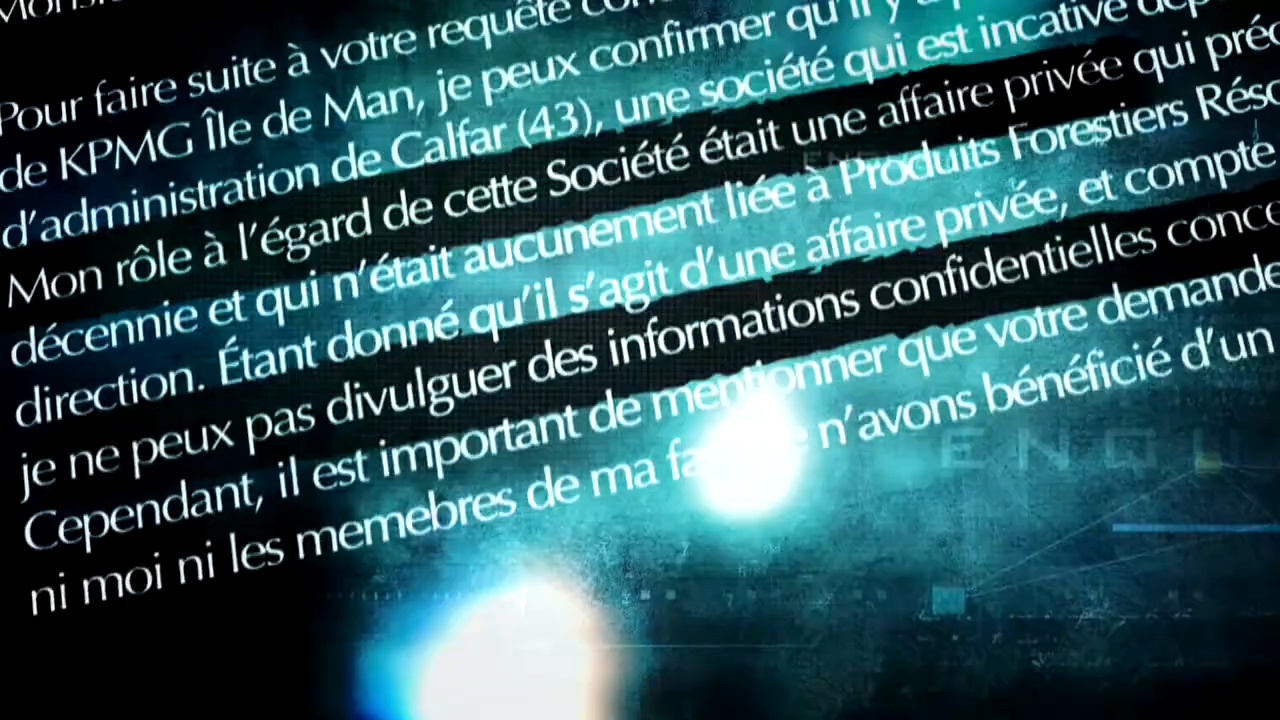 Pour faire suite à votre requête
de KPMG Île de Man, je peux confirmer qu'il y a
d'administration de Calfar (43), une société qui est incative
Mon rôle à l'égard de cette Société était une affaire privée qui
décennie et qui n'était aucunement liée à Produits Forestiers
direction. Étant donné qu'il s'agit d'une affaire privée, et compte
je ne peux pas divulguer des informations confidentielles
Cependant, il est important de mentionner que votre demande
ni moi ni les memebres de ma n'avons bénéficié d'un